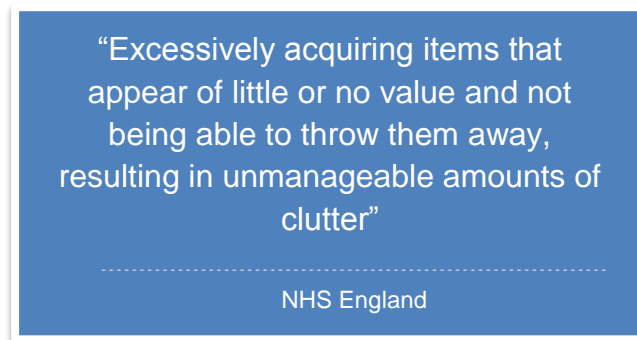 “Excessively acquiring items that
appear of little or no value and not
being able to throw them away,
resulting in unmanageable amounts of
clutter”
NHS England